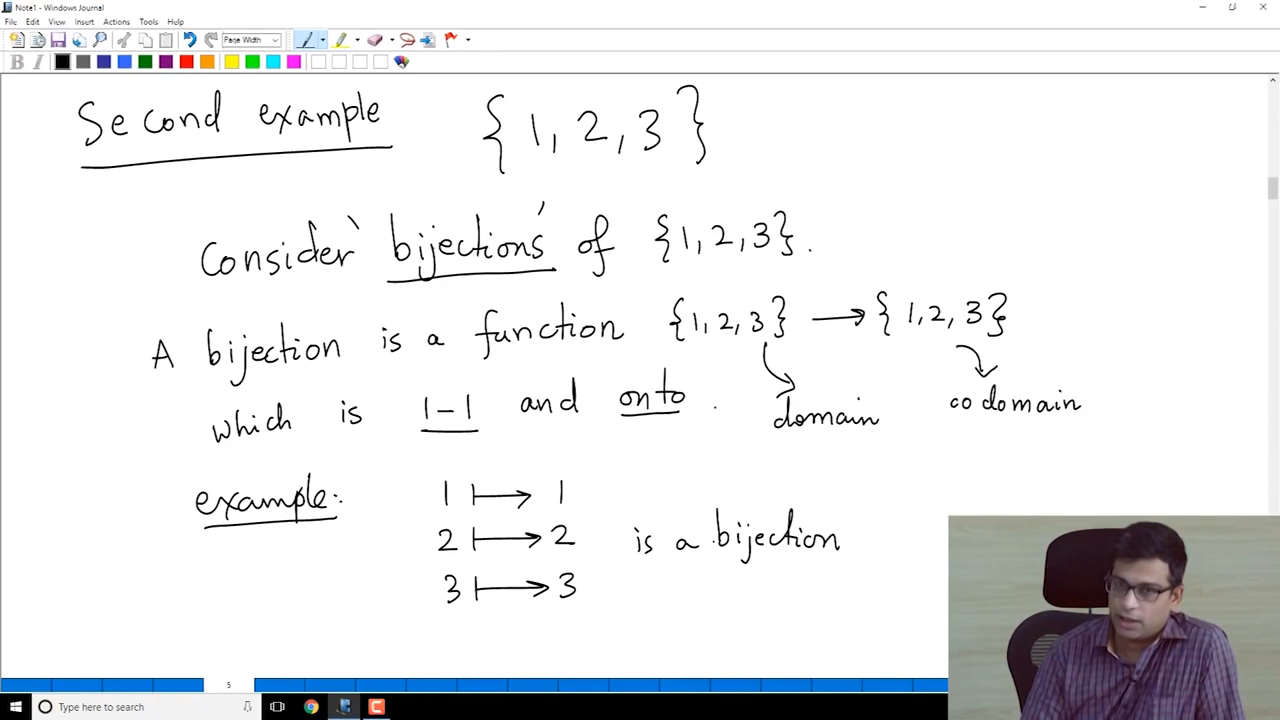 Note1 - Windows Journal
File Edit View Insert Actions Tools Help
Page Width
B I
Second example { 1, 2, 3 }
Consider `bijections' of {1, 2, 3}.
A bijection is a function {1, 2, 3} → { 1, 2, 3}
which is 1-1 and onto . domain codomain
example: 1 ↦ 1
2 ↦ 2 is a bijection
3 ↦ 3
5
Type here to search